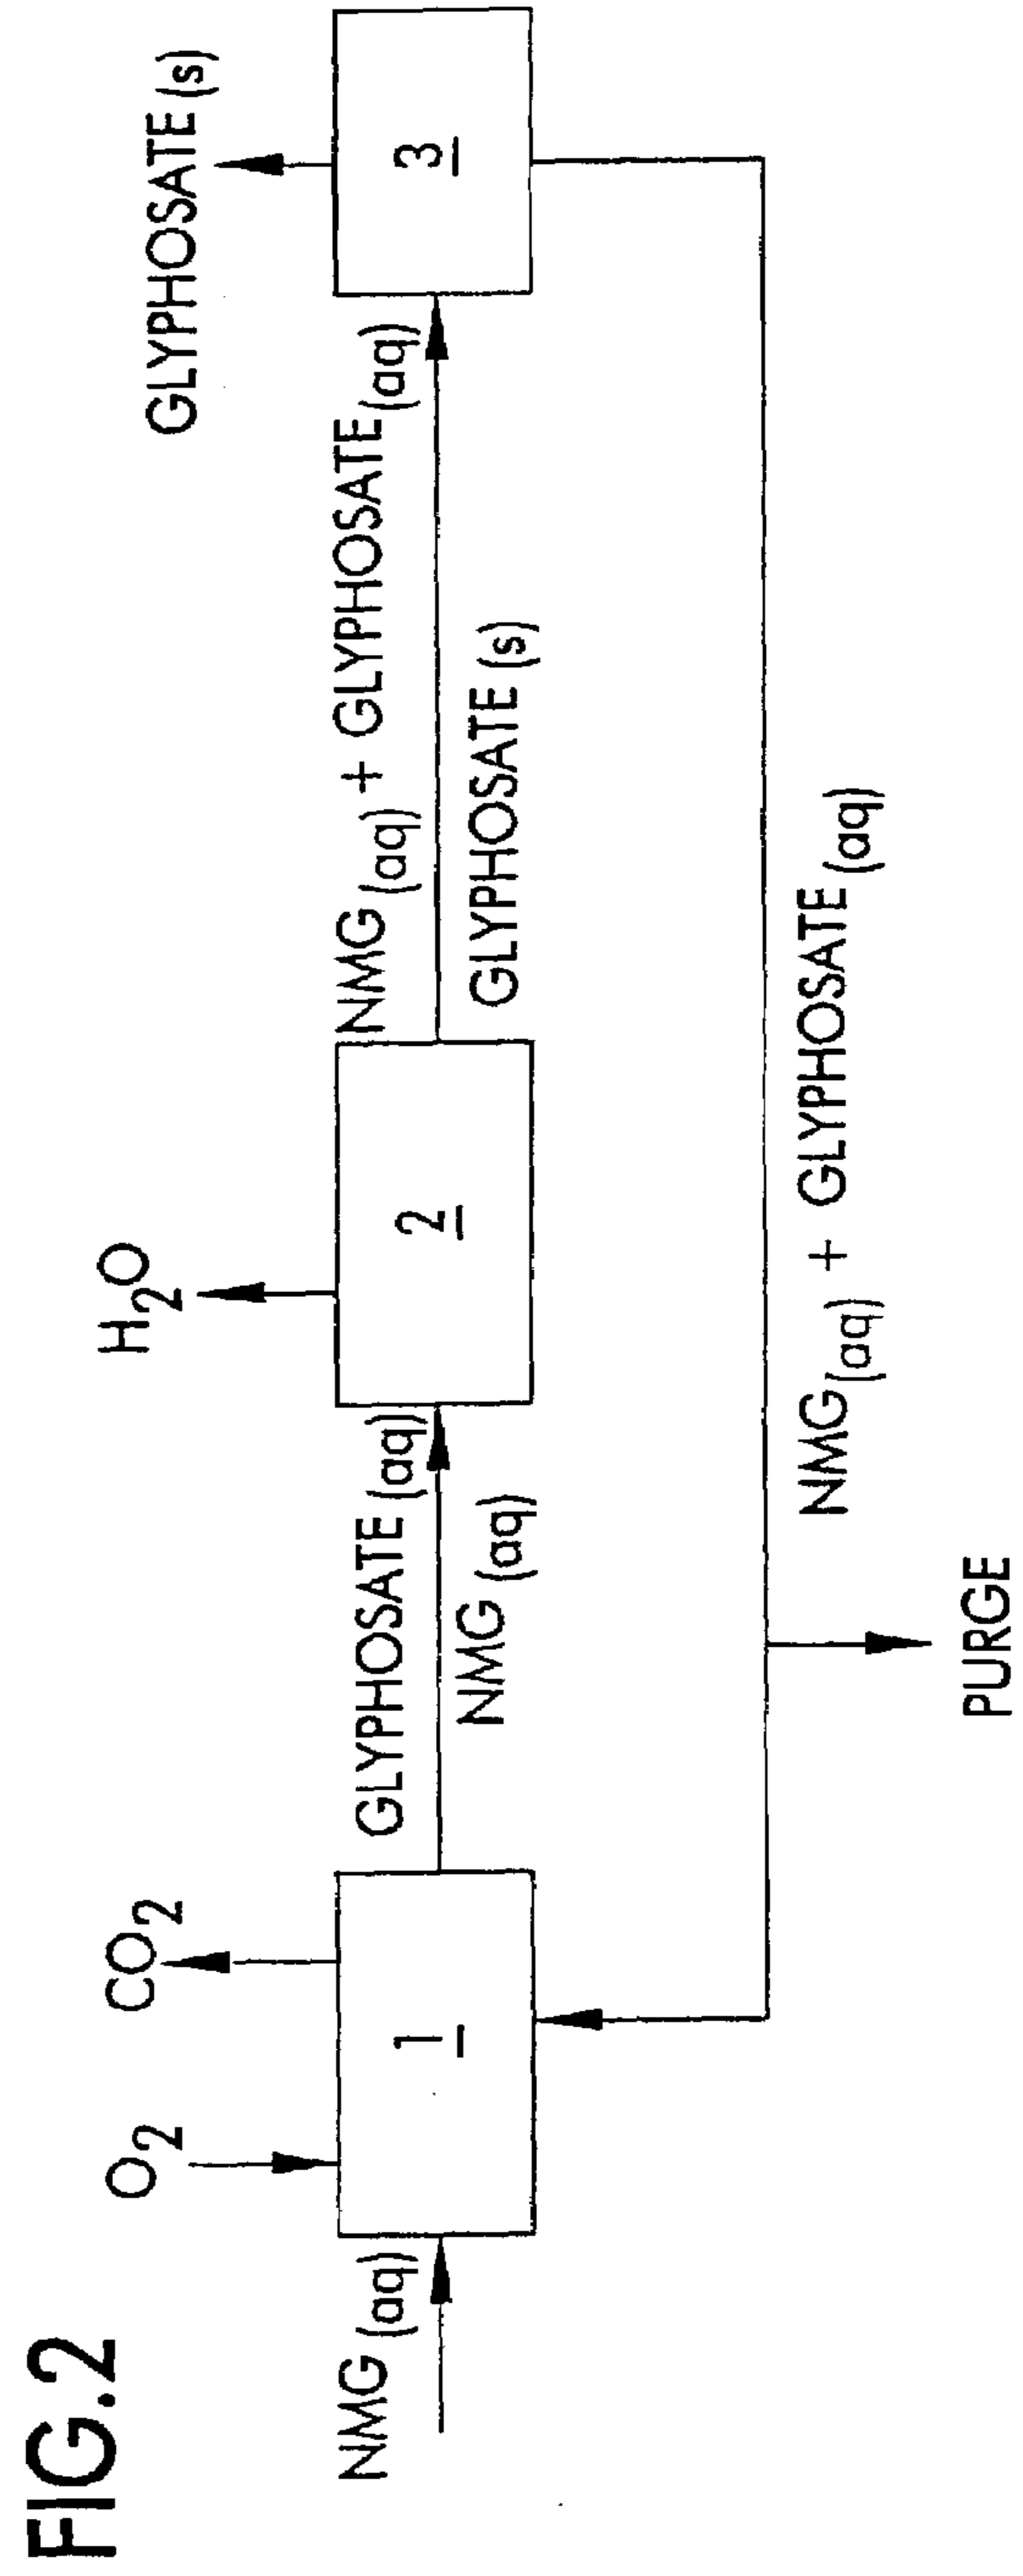 FIG.2
O2
CO2
H2O
GLYPHOSATE (s)
NMG (aq)
1
GLYPHOSATE (aq)
NMG (aq)
2
NMG (aq) + GLYPHOSATE (aq)
GLYPHOSATE (s)
3
NMG (aq) + GLYPHOSATE (aq)
PURGE